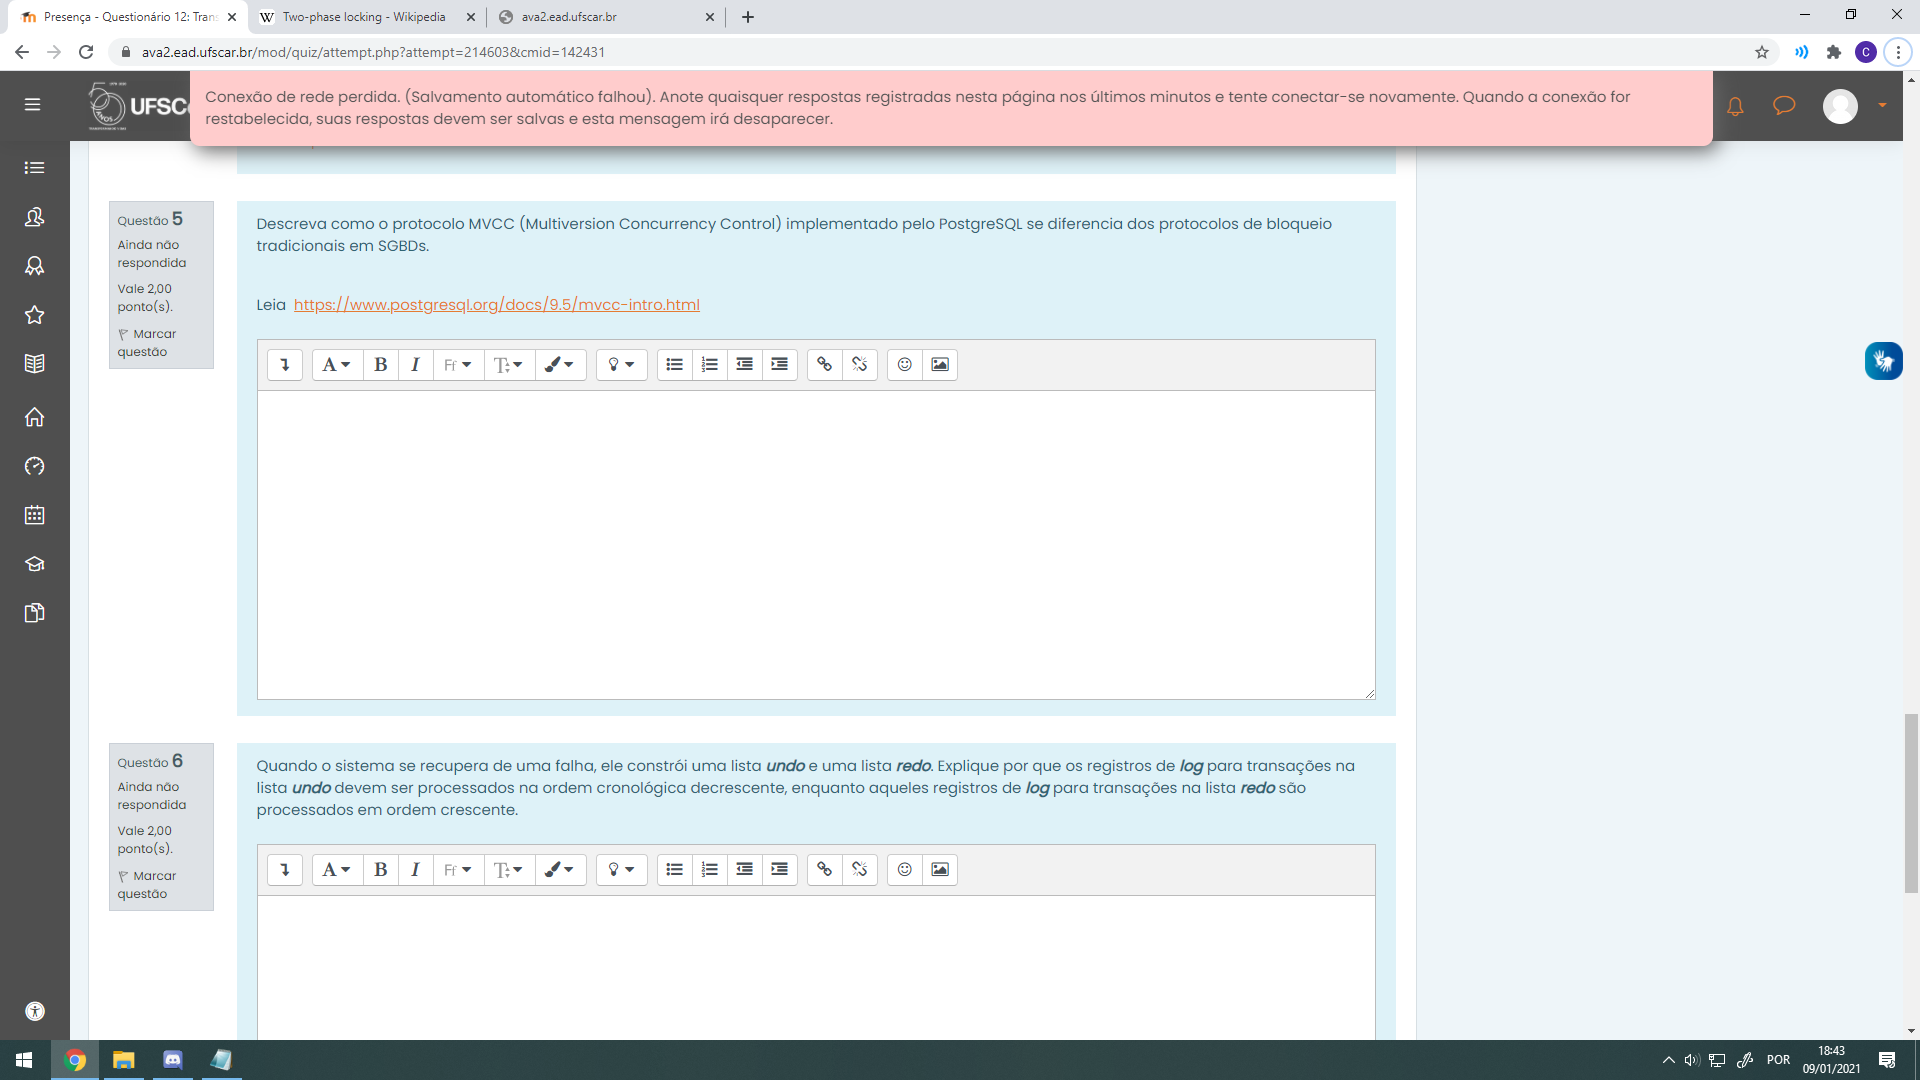 Presença - Questionário 12: Tran
Two-phase locking - Wikipedia
ava2.ead.ufscar.br
ava2.ead.ufscar.br/mod/quiz/attempt.php?attempt=214603&cmid=142431
C
UFSC
Conexão de rede perdida. (Salvamento automático falhou). Anote quaisquer respostas registradas nesta página nos últimos minutos e tente conectar-se novamente. Quando a conexão for
restabelecida, suas respostas devem ser salvas e esta mensagem irá desaparecer.
Questão 5
Ainda não
respondida
Vale 2,00
ponto(s).
Marcar
questão
Descreva como o protocolo MVCC (Multiversion Concurrency Control) implementado pelo PostgreSQL se diferencia dos protocolos de bloqueio
tradicionais em SGBDs.
Leia https://www.postgresql.org/docs/9.5/mvcc-intro.html
A B I Ff T
Questão 6
Ainda não
respondida
Vale 2,00
ponto(s).
Marcar
questão
Quando o sistema se recupera de uma falha, ele constrói uma lista undo e uma lista redo. Explique por que os registros de log para transações na
lista undo devem ser processados na ordem cronológica decrescente, enquanto aqueles registros de log para transações na lista redo são
processados em ordem crescente.
A B I Ff T
POR
18:43
09/01/2021